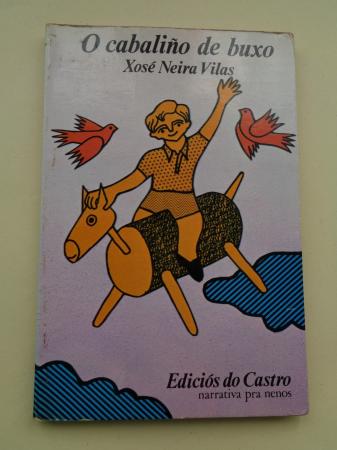 O cabaliño de buxo
Xosé Neira Vilas
Ediciós do Castro
narrativa pra nenos